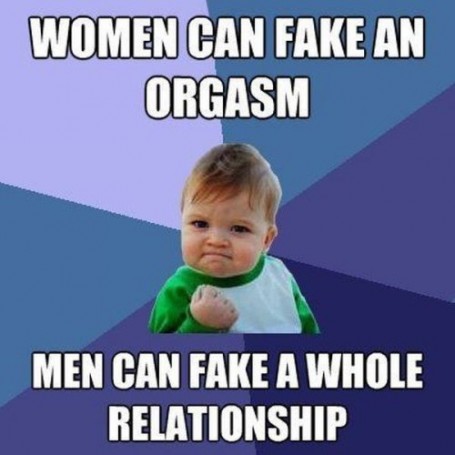 WOMEN CAN FAKE AN
ORGASM
MEN CAN FAKE A WHOLE
RELATIONSHIP